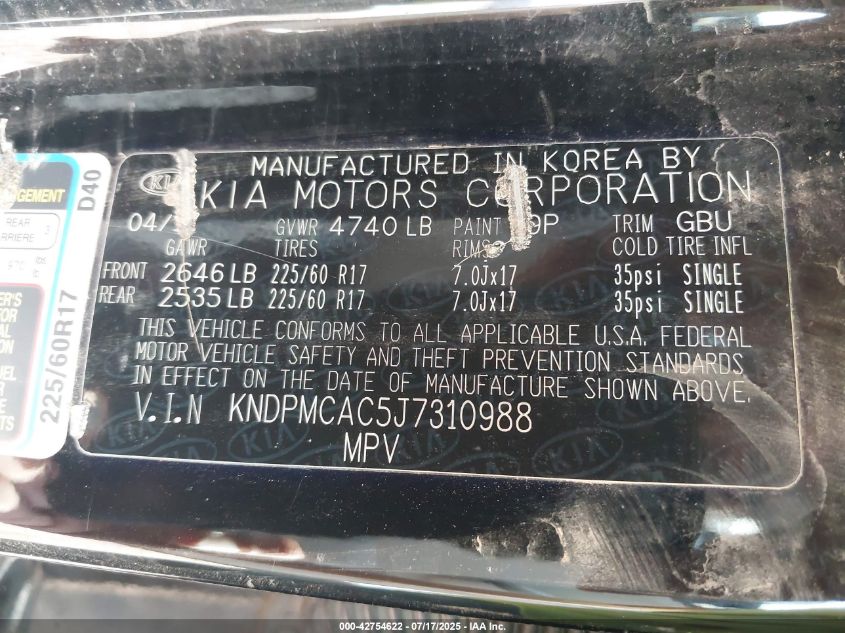 MANUFACTURED IN KOREA BY
KIA KIA MOTORS CORPORATION
04/ GVWR 4740 LB PAINT 9P TRIM GBU
GAWR TIRES RIMS COLD TIRE INFL
FRONT 2646 LB 225/60 R17 7.0Jx17 35psi SINGLE
REAR 2535 LB 225/60 R17 7.0Jx17 35psi SINGLE
THIS VEHICLE CONFORMS TO ALL APPLICABLE U.S.A. FEDERAL
MOTOR VEHICLE SAFETY AND THEFT PREVENTION STANDARDS
IN EFFECT ON THE DATE OF MANUFACTURE SHOWN ABOVE.
V.I.N KNDPMCAC5J7310988
MPV
D40
225/60R17
REAR
3
000-42754622 - 07/17/2025 - IAA, Inc.